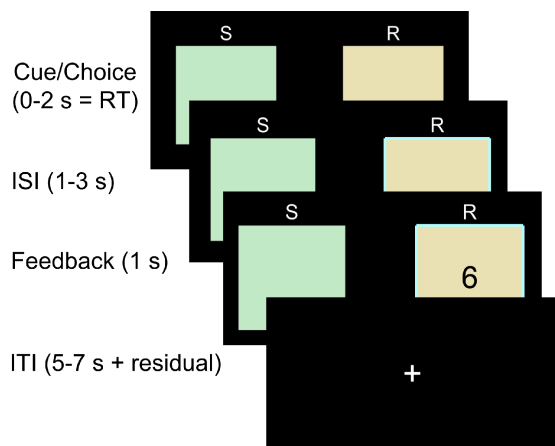 S R
Cue/Choice
(0-2 s = RT)
S R
ISI (1-3 s)
S R
Feedback (1 s)
6
ITI (5-7 s + residual)
+